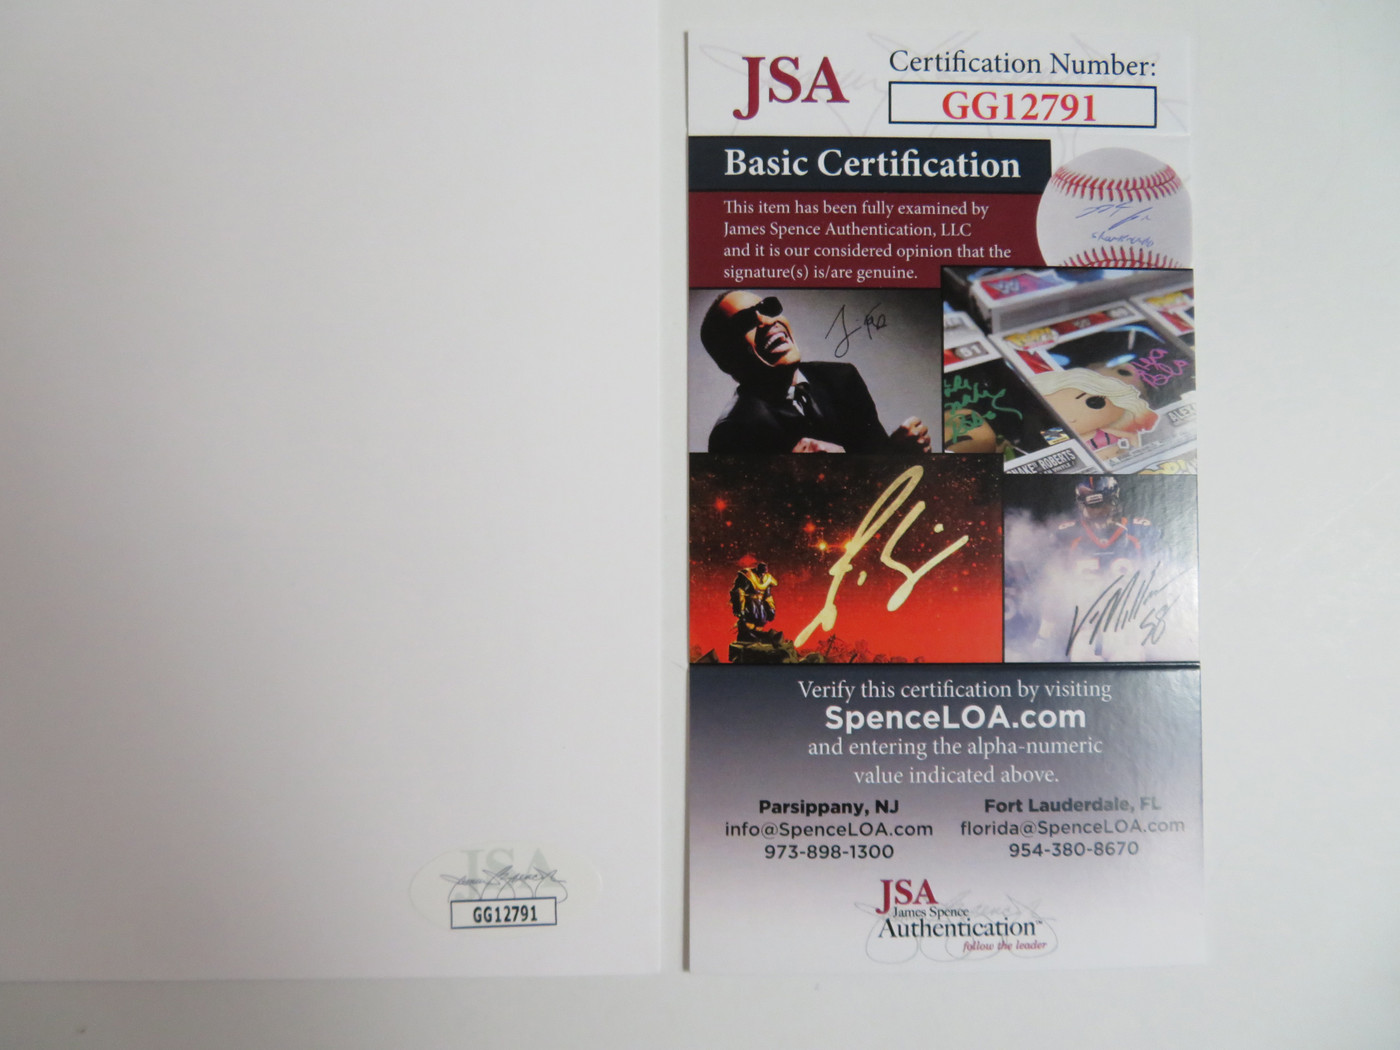 JSA
Certification Number:
GG12791
Basic Certification
This item has been fully examined by
James Spence Authentication, LLC
and it is our considered opinion that the
signature(s) is/are genuine.
61
Verify this certification by visiting
SpenceLOA.com
and entering the alpha-numeric
value indicated above.
Parsippany, NJ
info@SpenceLOA.com
973-898-1300
Fort Lauderdale, FL
florida@SpenceLOA.com
954-380-8670
JSA
James Spence
Authentication™
follow the leader
JSA
GG12791